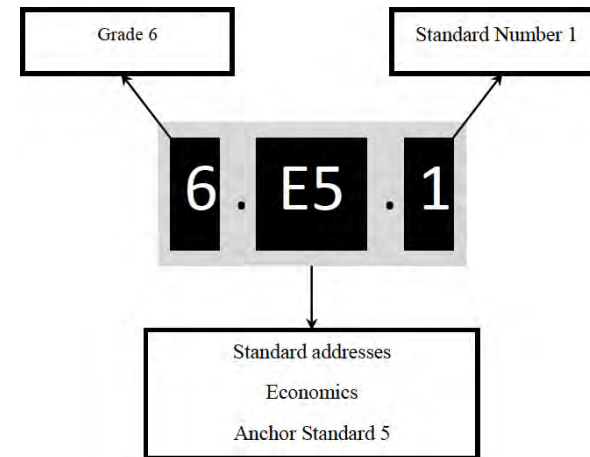 Grade 6
Standard Number 1
6 . E5 . 1
Standard addresses
Economics
Anchor Standard 5